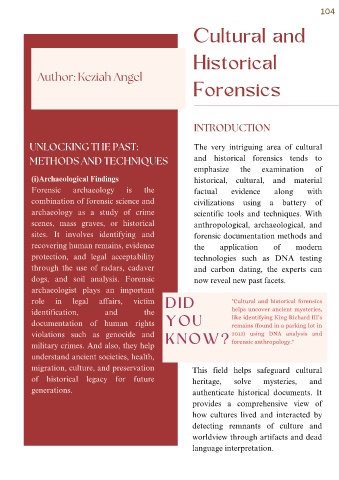 104
Cultural and
Historical
Forensics
Author: Keziah Angel
INTRODUCTION
The very intriguing area of cultural
and historical forensics tends to
emphasize the examination of
historical, cultural, and material
factual evidence along with
civilizations using a battery of
scientific tools and techniques. With
anthropological, archaeological, and
forensic documentation methods and
the application of modern
technologies such as DNA testing
and carbon dating, the experts can
now reveal new past facets.
UNLOCKING THE PAST:
METHODS AND TECHNIQUES
(i)Archaeological Findings
Forensic archaeology is the
combination of forensic science and
archaeology as a study of crime
scenes, mass graves, or historical
sites. It involves identifying and
recovering human remains, evidence
protection, and legal acceptability
through the use of radars, cadaver
dogs, and soil analysis. Forensic
archaeologist plays an important
role in legal affairs, victim
identification, and the
documentation of human rights
violations such as genocide and
military crimes. And also, they help
understand ancient societies, health,
migration, culture, and preservation
of historical legacy for future
generations.
DID
YOU
KNOW?
"Cultural and historical forensics
helps uncover ancient mysteries,
like identifying King Richard III's
remains (found in a parking lot in
2012) using DNA analysis and
forensic anthropology."
This field helps safeguard cultural
heritage, solve mysteries, and
authenticate historical documents. It
provides a comprehensive view of
how cultures lived and interacted by
detecting remnants of culture and
worldview through artifacts and dead
language interpretation.